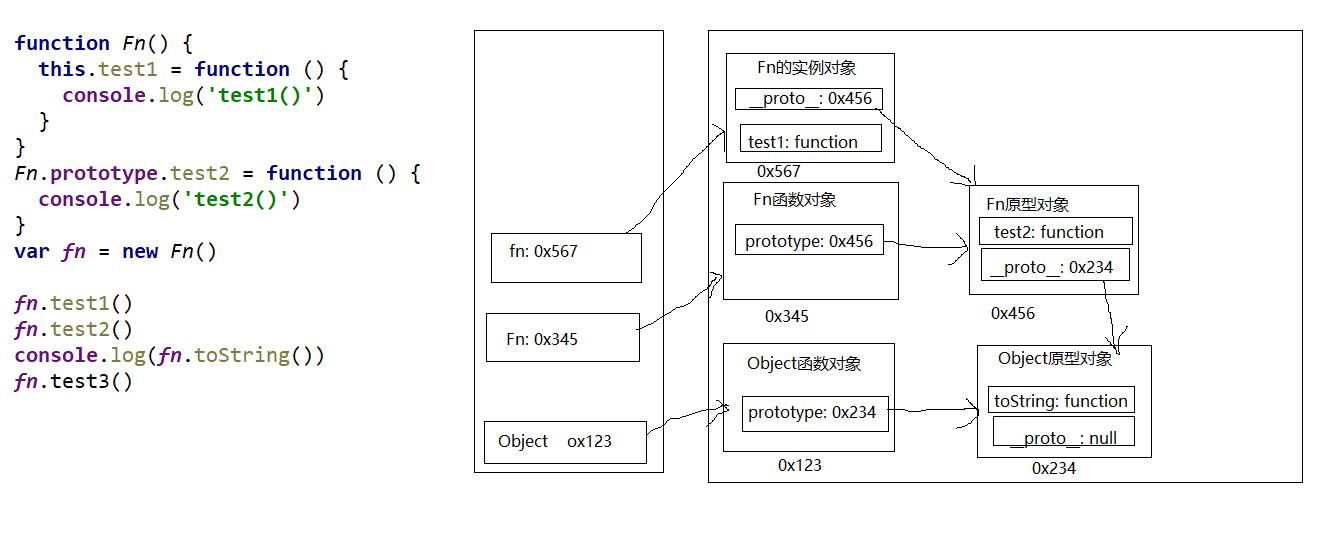 function Fn() {
this.test1 = function () {
console.log('test1()')
}
}
Fn.prototype.test2 = function () {
console.log('test2()')
}
var fn = new Fn()
fn.test1()
fn.test2()
console.log(fn.toString())
fn.test3()
fn: 0x567
Fn: 0x345
Object ox123
Fn的实例对象
__proto__: 0x456
test1: function
0x567
Fn函数对象
prototype: 0x456
0x345
Object函数对象
prototype: 0x234
0x123
Fn原型对象
test2: function
__proto__: 0x234
0x456
Object原型对象
toString: function
__proto__: null
0x234